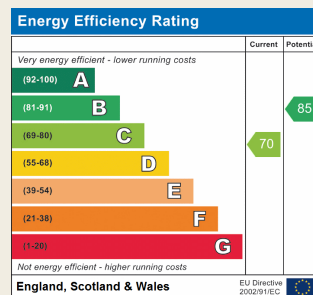 Energy Efficiency Rating
Current
Very energy efficient - lower running costs
(92-100) A
(81-91) B 85
(69-80) C 70
(55-68) D
(39-54) E
(21-38) F
(1-20) G
Not energy efficient - higher running costs
England, Scotland & Wales
EU Directive
2002/91/EC